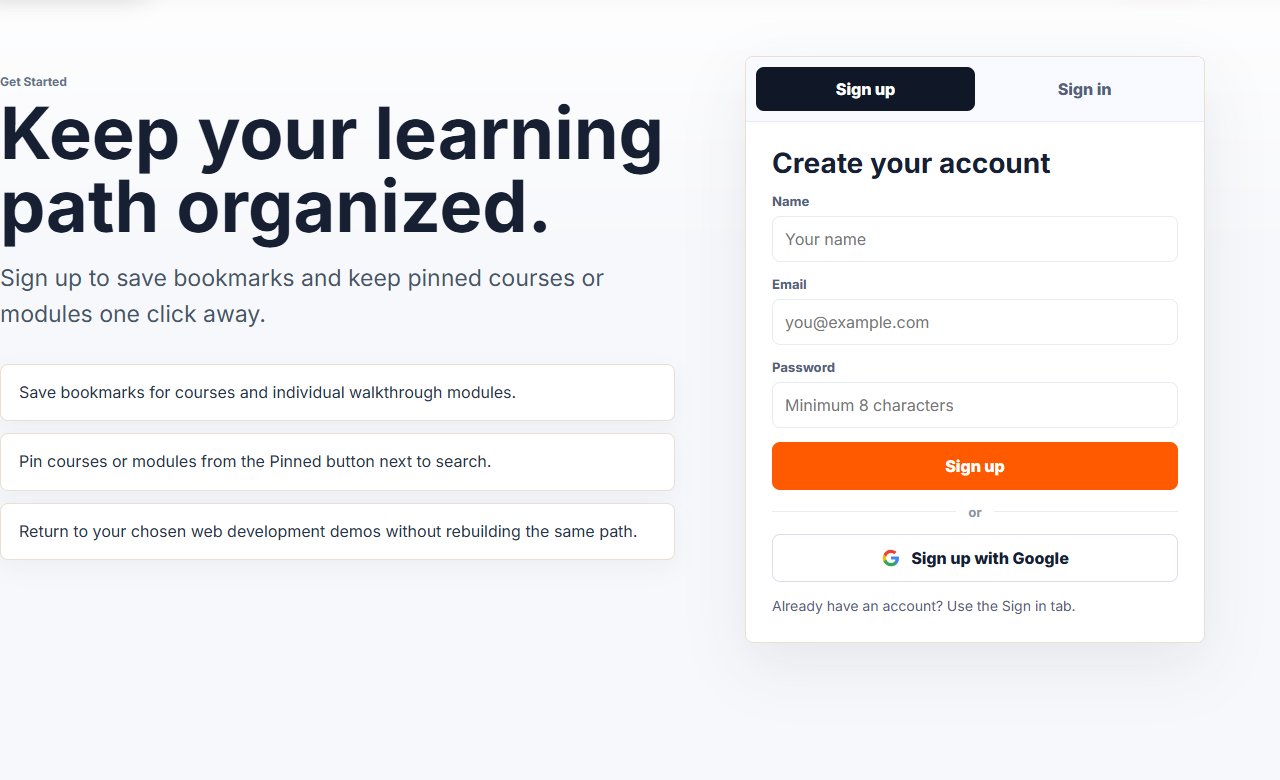 Get Started
Keep your learning
path organized.
Sign up to save bookmarks and keep pinned courses or
modules one click away.
Save bookmarks for courses and individual walkthrough modules.
Pin courses or modules from the Pinned button next to search.
Return to your chosen web development demos without rebuilding the same path.
Sign up
Sign in
Create your account
Name
Your name
Email
you@example.com
Password
Minimum 8 characters
Sign up
or
Sign up with Google
Already have an account? Use the Sign in tab.